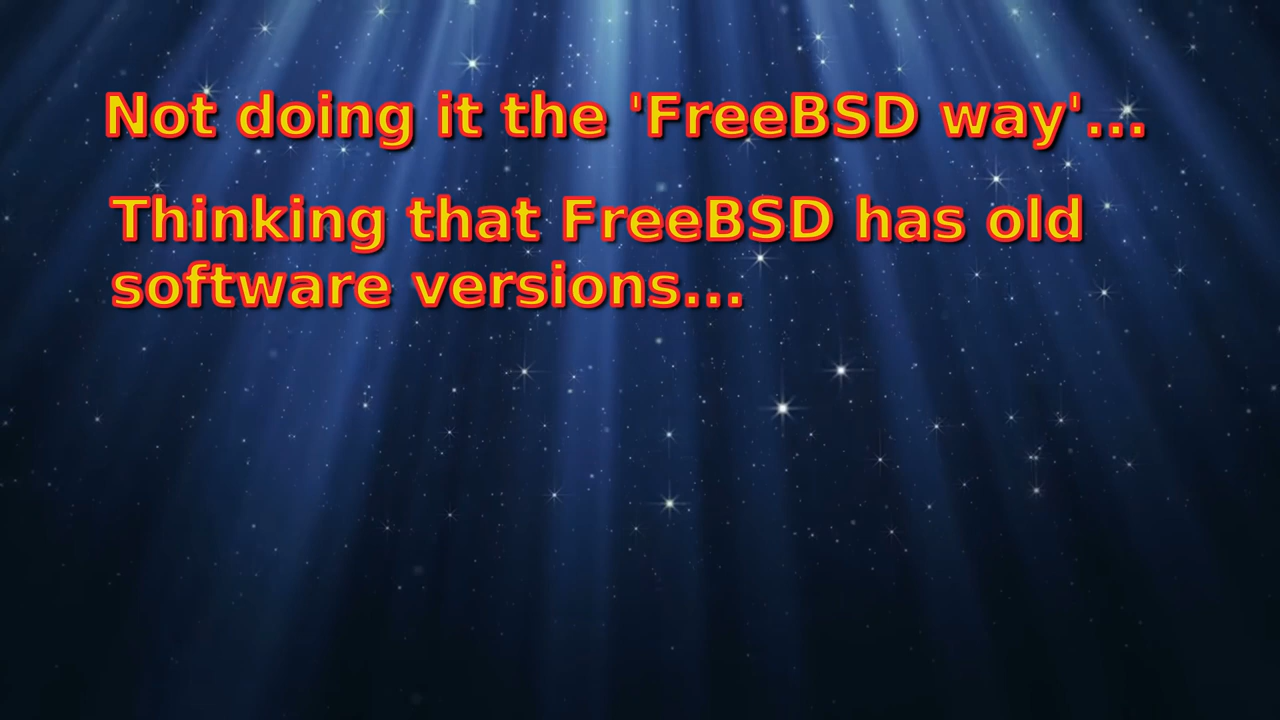 Not doing it the 'FreeBSD way'...
Thinking that FreeBSD has old
software versions...